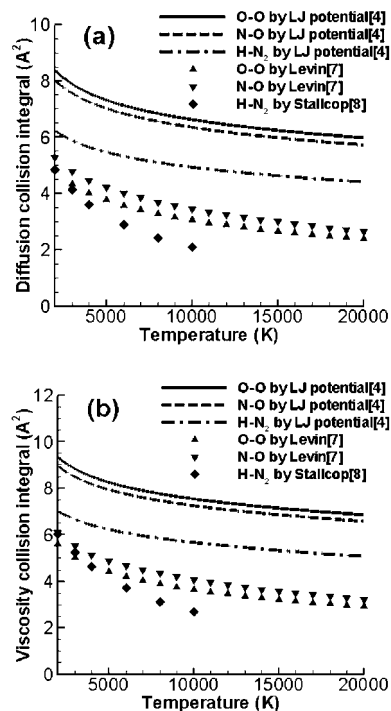 (a)
O-O by LJ potential[4]
N-O by LJ potential[4]
H-N₂ by LJ potential[4]
O-O by Levin[7]
N-O by Levin[7]
H-N₂ by Stallcop[8]
Diffusion collision integral (A²)
10
8
6
4
2
0
5000 10000 15000 20000
Temperature (K)
(b)
O-O by LJ potential[4]
N-O by LJ potential[4]
H-N₂ by LJ potential[4]
O-O by Levin[7]
N-O by Levin[7]
H-N₂ by Stallcop[8]
Viscosity collision integral (A²)
12
10
8
6
4
2
0
5000 10000 15000 20000
Temperature (K)